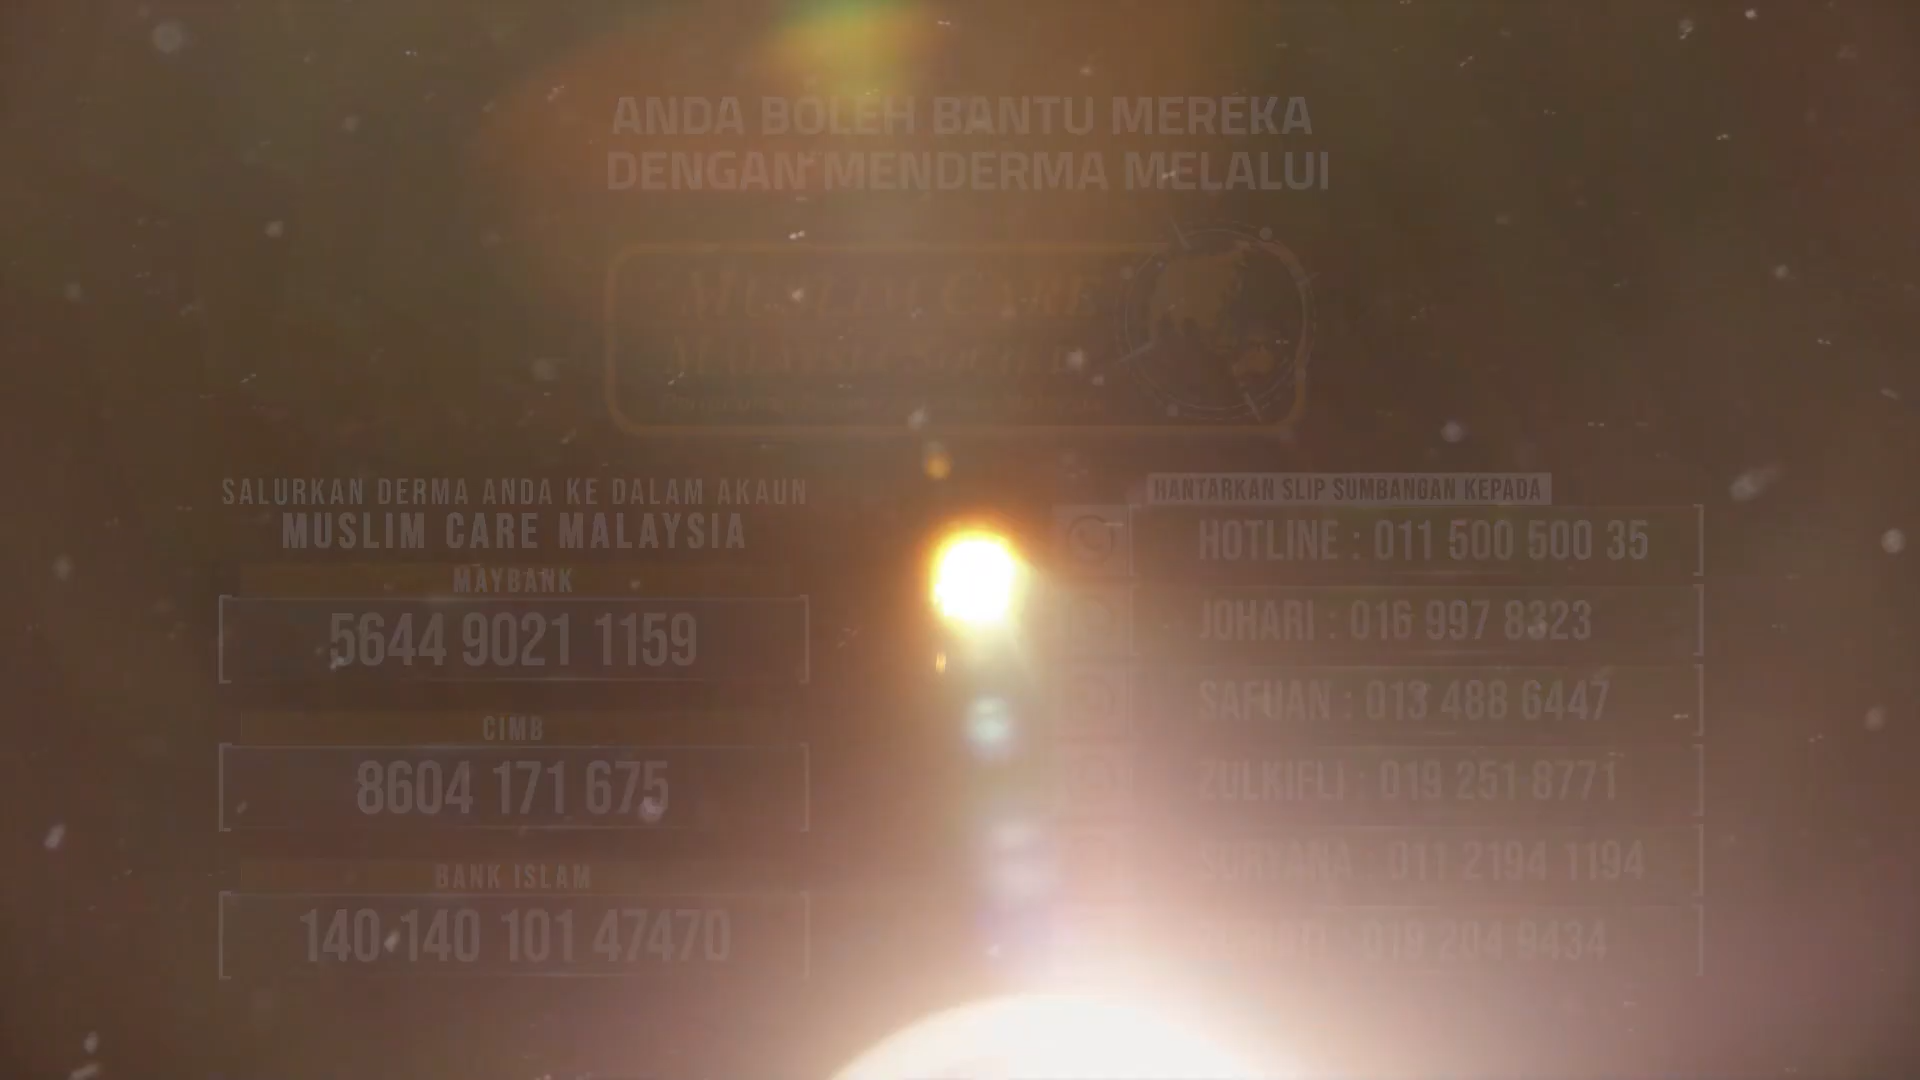 ANDA BOLEH BANTU MEREKA
DENGAN MENDERMA MELALUI
MUSLIM CARE
SALURKAN DERMA ANDA KE DALAM AKAUN
MUSLIM CARE MALAYSIA
MAYBANK
5644 9021 1159
CIMB
8604 171 675
BANK ISLAM
140 140 101 47470
HANTARKAN SLIP SUMBANGAN KEPADA
HOTLINE : 011 500 500 35
JOHARI : 016 997 8323
SAFUAN : 013 488 6447
ZULKIFLI : 019 251 8771
SURYANA : 011 2194 1194
: 019 204 9434